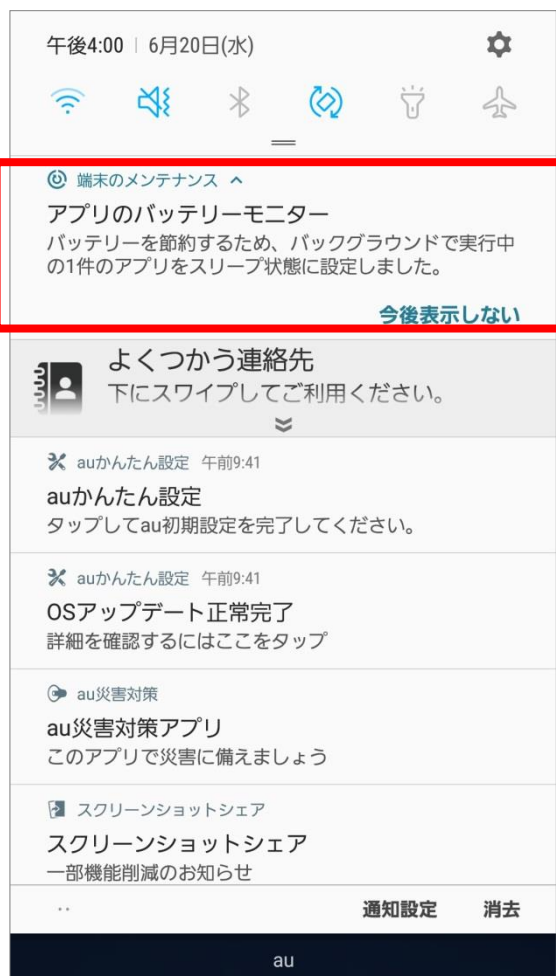 午後4:00 | 6月20日(水)
端末のメンテナンス
アプリのバッテリーモニター
バッテリーを節約するため、バックグラウンドで実行中
の1件のアプリをスリープ状態に設定しました。
今後表示しない
よくつかう連絡先
下にスワイプしてご利用ください。
auかんたん設定 午前9:41
auかんたん設定
タップしてau初期設定を完了してください。
auかんたん設定 午前9:41
OSアップデート正常完了
詳細を確認するにはここをタップ
au災害対策
au災害対策アプリ
このアプリで災害に備えましょう
スクリーンショットシェア
スクリーンショットシェア
一部機能削減のお知らせ
通知設定 消去
au